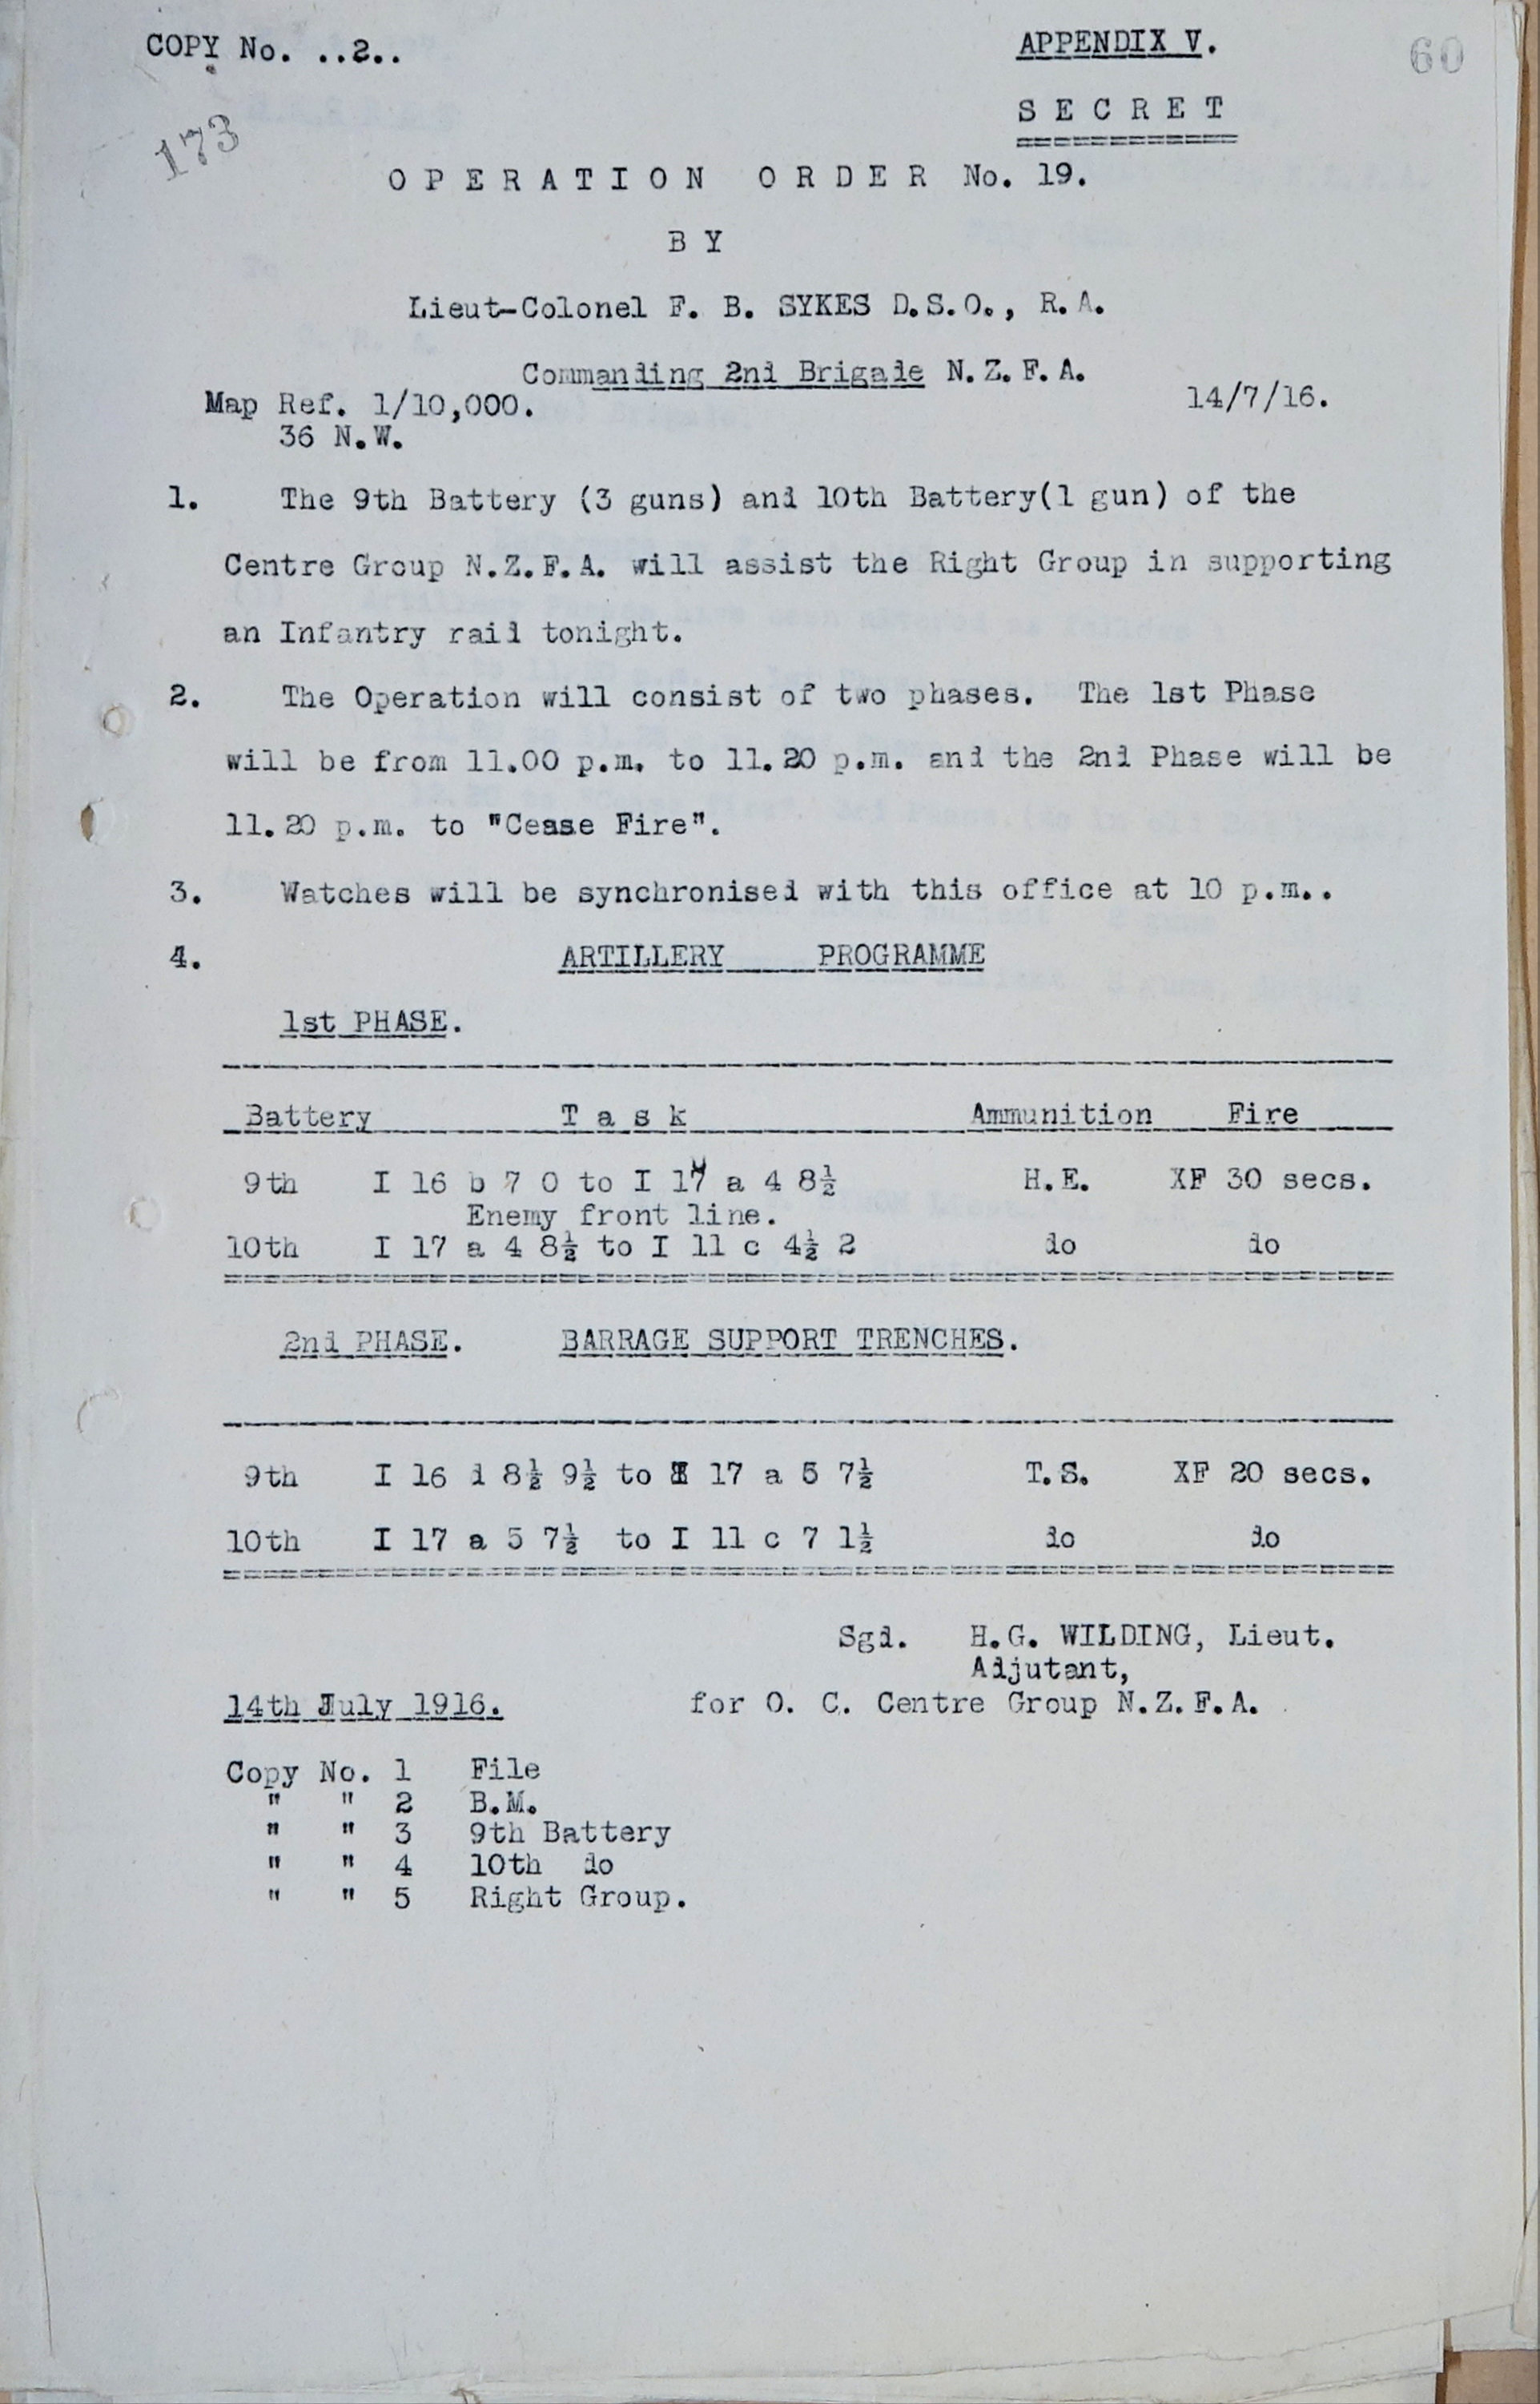 COPY No. ..2..
APPENDIX V.
60
173
S E C R E T
O P E R A T I O N O R D E R No. 19.
B Y
Lieut-Colonel F. B. SYKES D.S.O., R.A.
Commanding 2nd Brigade N.Z.F.A.
Map Ref. 1/10,000.
14/7/16.
36 N.W.
1. The 9th Battery (3 guns) and 10th Battery(1 gun) of the
Centre Group N.Z.F.A. will assist the Right Group in supporting
an Infantry raid tonight.
2. The Operation will consist of two phases. The 1st Phase
will be from 11.00 p.m. to 11.20 p.m. and the 2nd Phase will be
11.20 p.m. to "Cease Fire".
3. Watches will be synchronised with this office at 10 p.m..
4. ARTILLERY PROGRAMME
1st PHASE.
Battery T a s k Ammunition Fire
9th I 16 b 7 0 to I 17 a 4 8½ H.E. XF 30 secs.
Enemy front line.
10th I 17 a 4 8½ to I 11 c 4½ 2 do do
2nd PHASE. BARRAGE SUPPORT TRENCHES.
9th I 16 d 8½ 9½ to I 17 a 5 7½ T.S. XF 20 secs.
10th I 17 a 5 7½ to I 11 c 7 1½ do do
Sgd. H.G. WILDING, Lieut.
Adjutant,
14th July 1916. for O. C. Centre Group N.Z.F.A.
Copy No. 1 File
" " 2 B.M.
" " 3 9th Battery
" " 4 10th do
" " 5 Right Group.